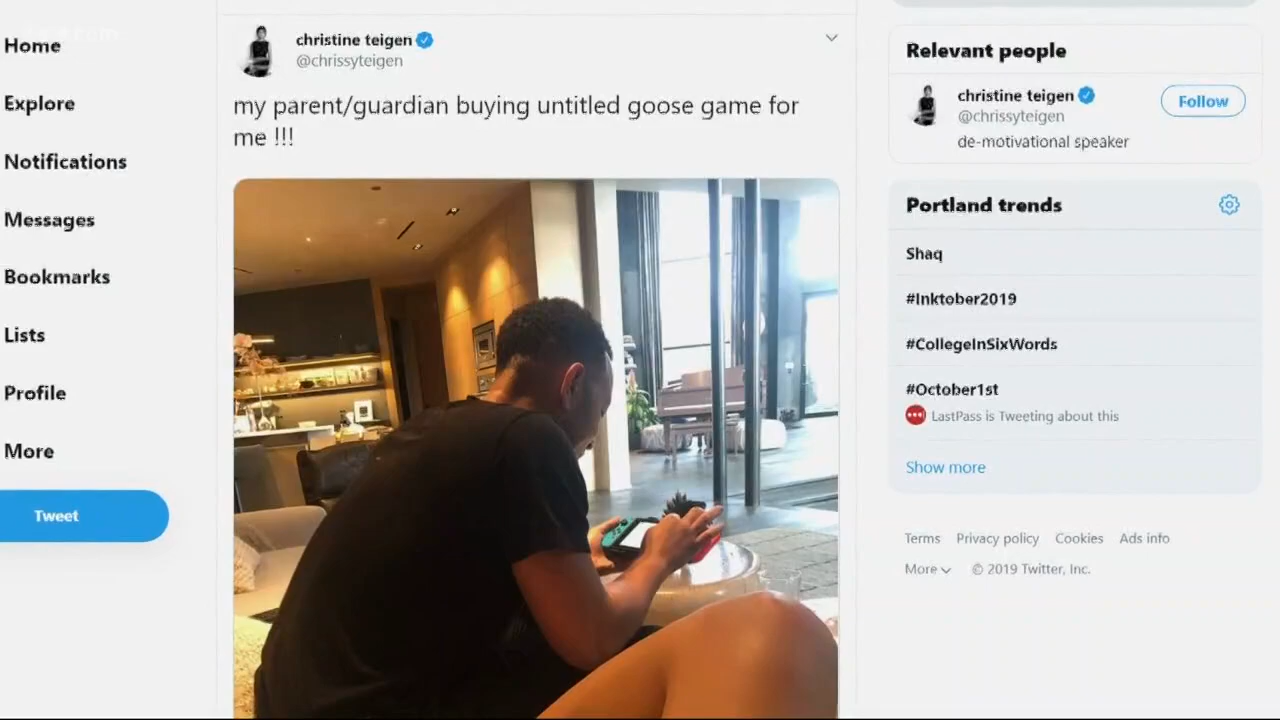 Home
Explore
Notifications
Messages
Bookmarks
Lists
Profile
More
Tweet
christine teigen
@chrissyteigen
my parent/guardian buying untitled goose game for
me !!!
Relevant people
christine teigen
@chrissyteigen
Follow
de-motivational speaker
Portland trends
Shaq
#Inktober2019
#CollegeInSixWords
#October1st
LastPass is Tweeting about this
Show more
Terms Privacy policy Cookies Ads info
More © 2019 Twitter, Inc.